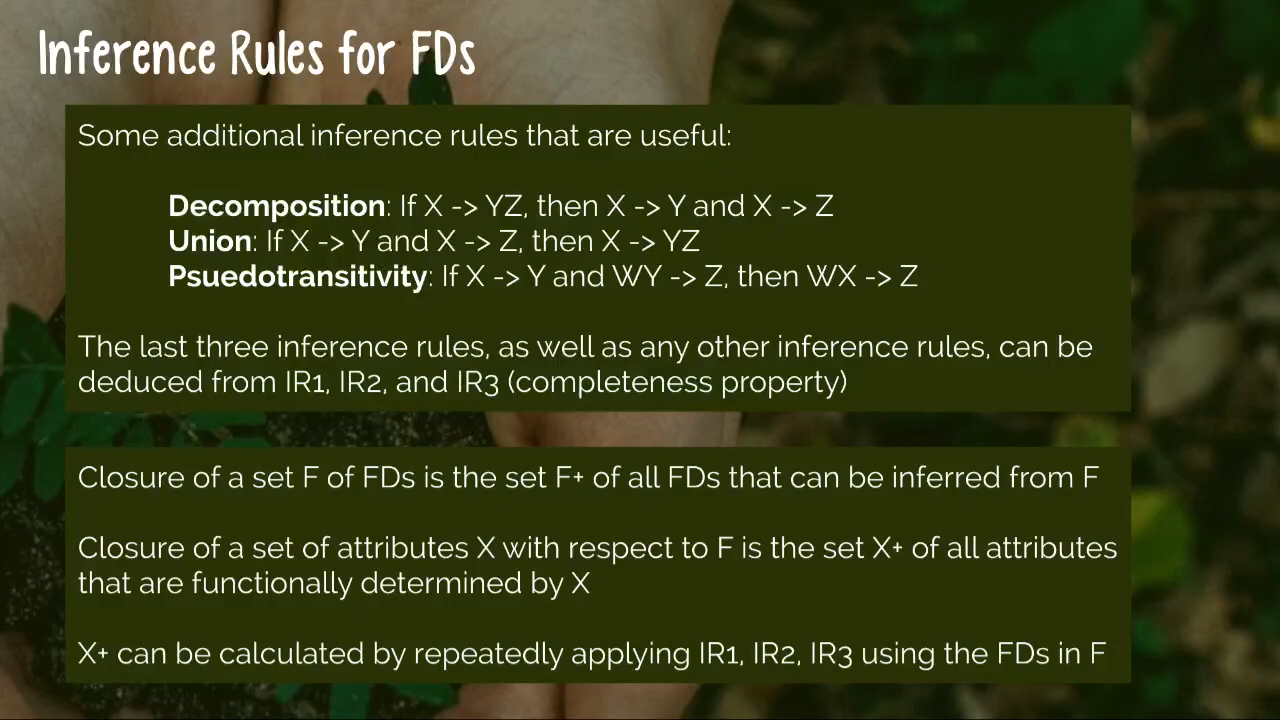 Inference Rules for FDs
Some additional inference rules that are useful:
Decomposition: If X -> YZ, then X -> Y and X -> Z
Union: If X -> Y and X -> Z, then X -> YZ
Psuedotransitivity: If X -> Y and WY -> Z, then WX -> Z
The last three inference rules, as well as any other inference rules, can be
deduced from IR1, IR2, and IR3 (completeness property)
Closure of a set F of FDs is the set F+ of all FDs that can be inferred from F
Closure of a set of attributes X with respect to F is the set X+ of all attributes
that are functionally determined by X
X+ can be calculated by repeatedly applying IR1, IR2, IR3 using the FDs in F